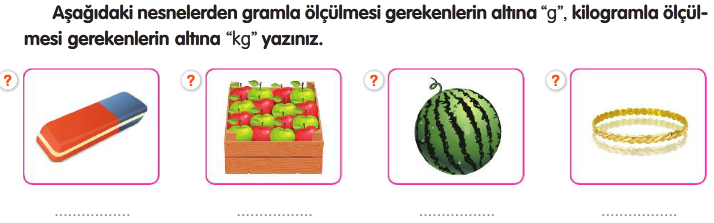 Aşağıdaki nesnelerden gramla ölçülmesi gerekenlerin altına “g”, kilogramla ölçül-
mesi gerekenlerin altına “kg” yazınız.
? ? ? ?
................. ................. ................. .................